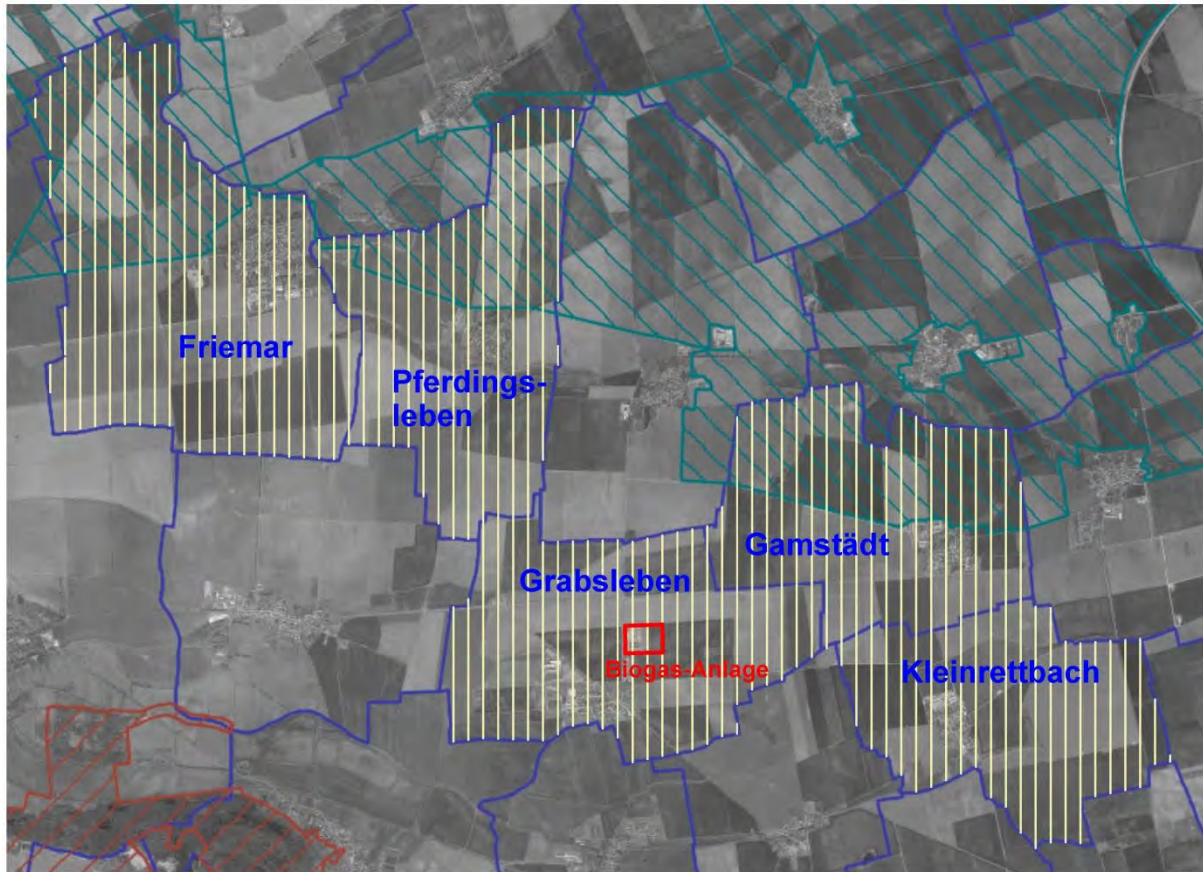 Friemar
Pferdings-
leben
Gamstädt
Grabsleben
Biogas-Anlage
Kleinrettbach